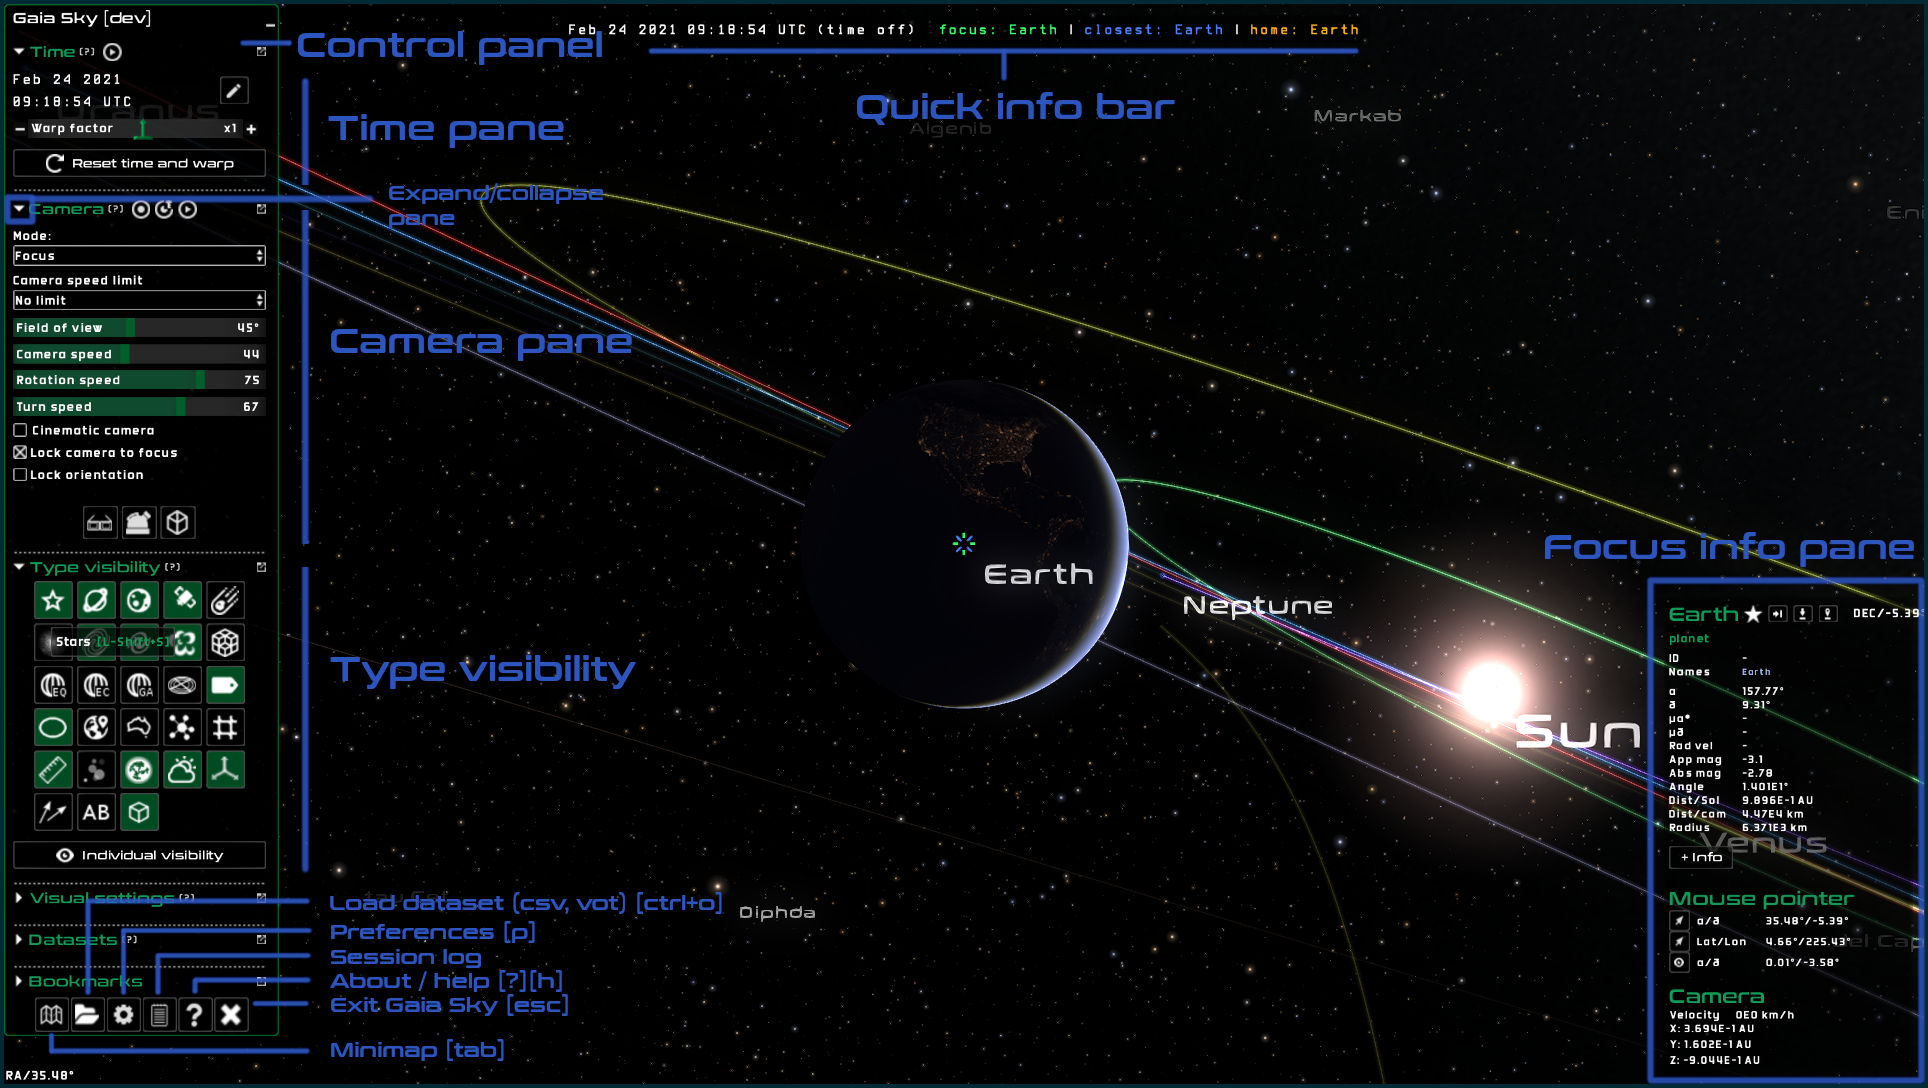 Gaia Sky [dev]
Time [?]
Feb 24 2021
09:18:54 UTC
Uranus
− Warp factor x1 +
Reset time and warp
Camera [?]
Mode:
Focus
Camera speed limit
No limit
Field of view 45°
Camera speed 44
Rotation speed 75
Turn speed 67
Cinematic camera
Lock camera to focus
Lock orientation
Type visibility [?]
Stars [L-Shift+S]
EQ
EC
GA
AB
Individual visibility
Visual settings [?]
Datasets [?]
Bookmarks
RA/35.48°
Feb 24 2021 09:18:54 UTC (time off) focus: Earth | closest: Earth | home: Earth
Control panel
Quick info bar
Time pane
Expand/collapse
pane
Camera pane
Type visibility
Load dataset (csv, vot) [ctrl+o]
Preferences [p]
Session log
About / help [?][h]
Exit Gaia Sky [esc]
Minimap [tab]
Algenib
Markab
Earth
Neptune
Sun
Venus
Diphda
Focus info pane
Earth
DEC/-5.39°
planet
ID -
Names Earth
α 157.77°
δ 9.31°
μα* -
μδ -
Rad vel -
App mag -3.1
Abs mag -2.78
Angle 1.401E1°
Dist/Sol 9.896E-1 AU
Dist/cam 4.47E4 km
Radius 6.371E3 km
+ Info
Mouse pointer
α/δ 35.48°/-5.39°
Lat/Lon 4.66°/225.43°
α/δ 0.01°/-3.58°
Camera
Velocity 0E0 km/h
X: 3.694E-1 AU
Y: 1.602E-1 AU
Z: -9.044E-1 AU